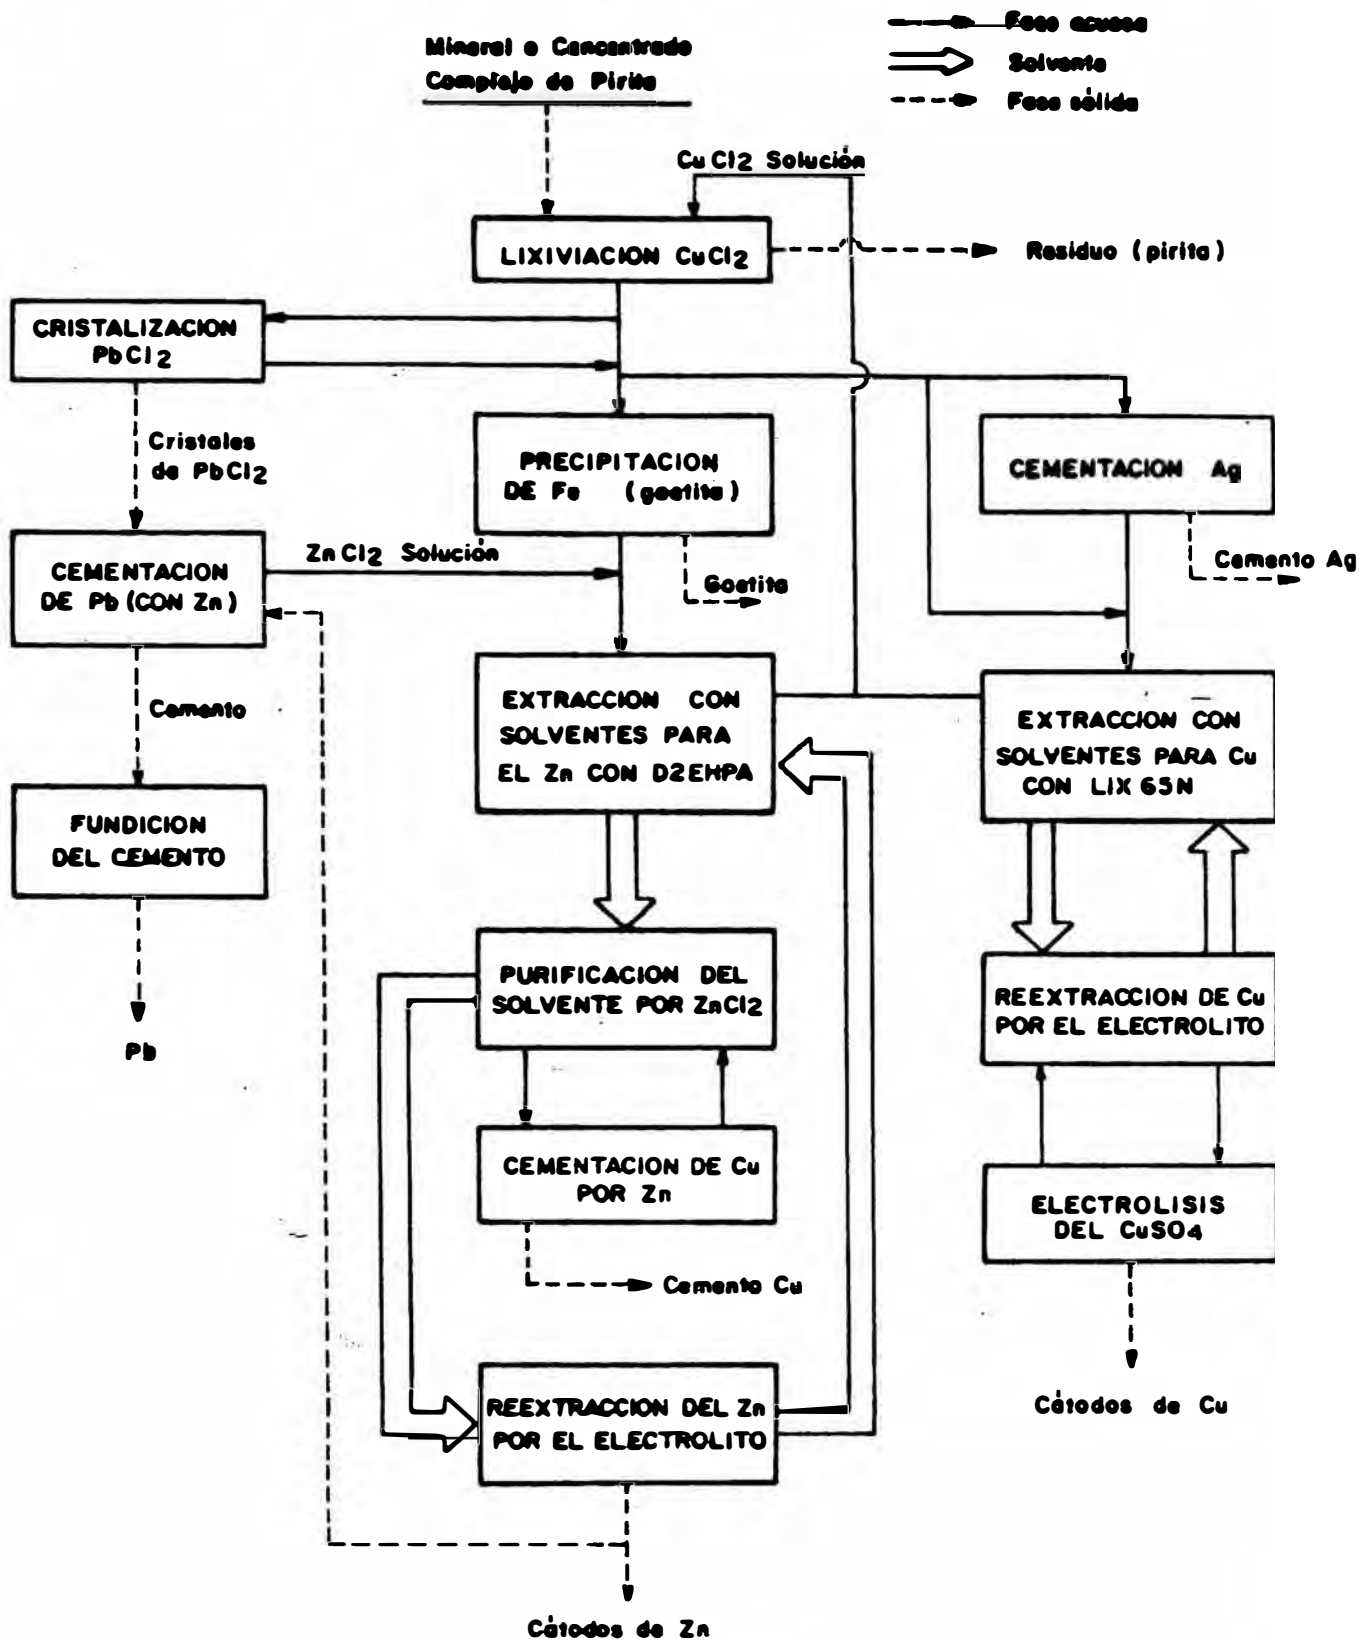 Fase acuosa
Solvente
Fase sólida
Mineral o Concentrado
Complejo de Pirita
CuCl2 Solución
LIXIVIACION CuCl2
Residuo (pirita)
CRISTALIZACION
PbCl2
Cristales
de PbCl2
PRECIPITACION
DE Fe (goetita)
CEMENTACION Ag
ZnCl2 Solución
CEMENTACION
DE Pb (CON Zn)
Goetita
Cemento Ag
Cemento
EXTRACCION CON
SOLVENTES PARA
EL Zn CON D2EHPA
EXTRACCION CON
SOLVENTES PARA Cu
CON LIX 65N
FUNDICION
DEL CEMENTO
Pb
PURIFICACION DEL
SOLVENTE POR ZnCl2
REEXTRACCION DE Cu
POR EL ELECTROLITO
CEMENTACION DE Cu
POR Zn
ELECTROLISIS
DEL CuSO4
Cemento Cu
REEXTRACCION DEL Zn
POR EL ELECTROLITO
Cátodos de Cu
Cátodos de Zn